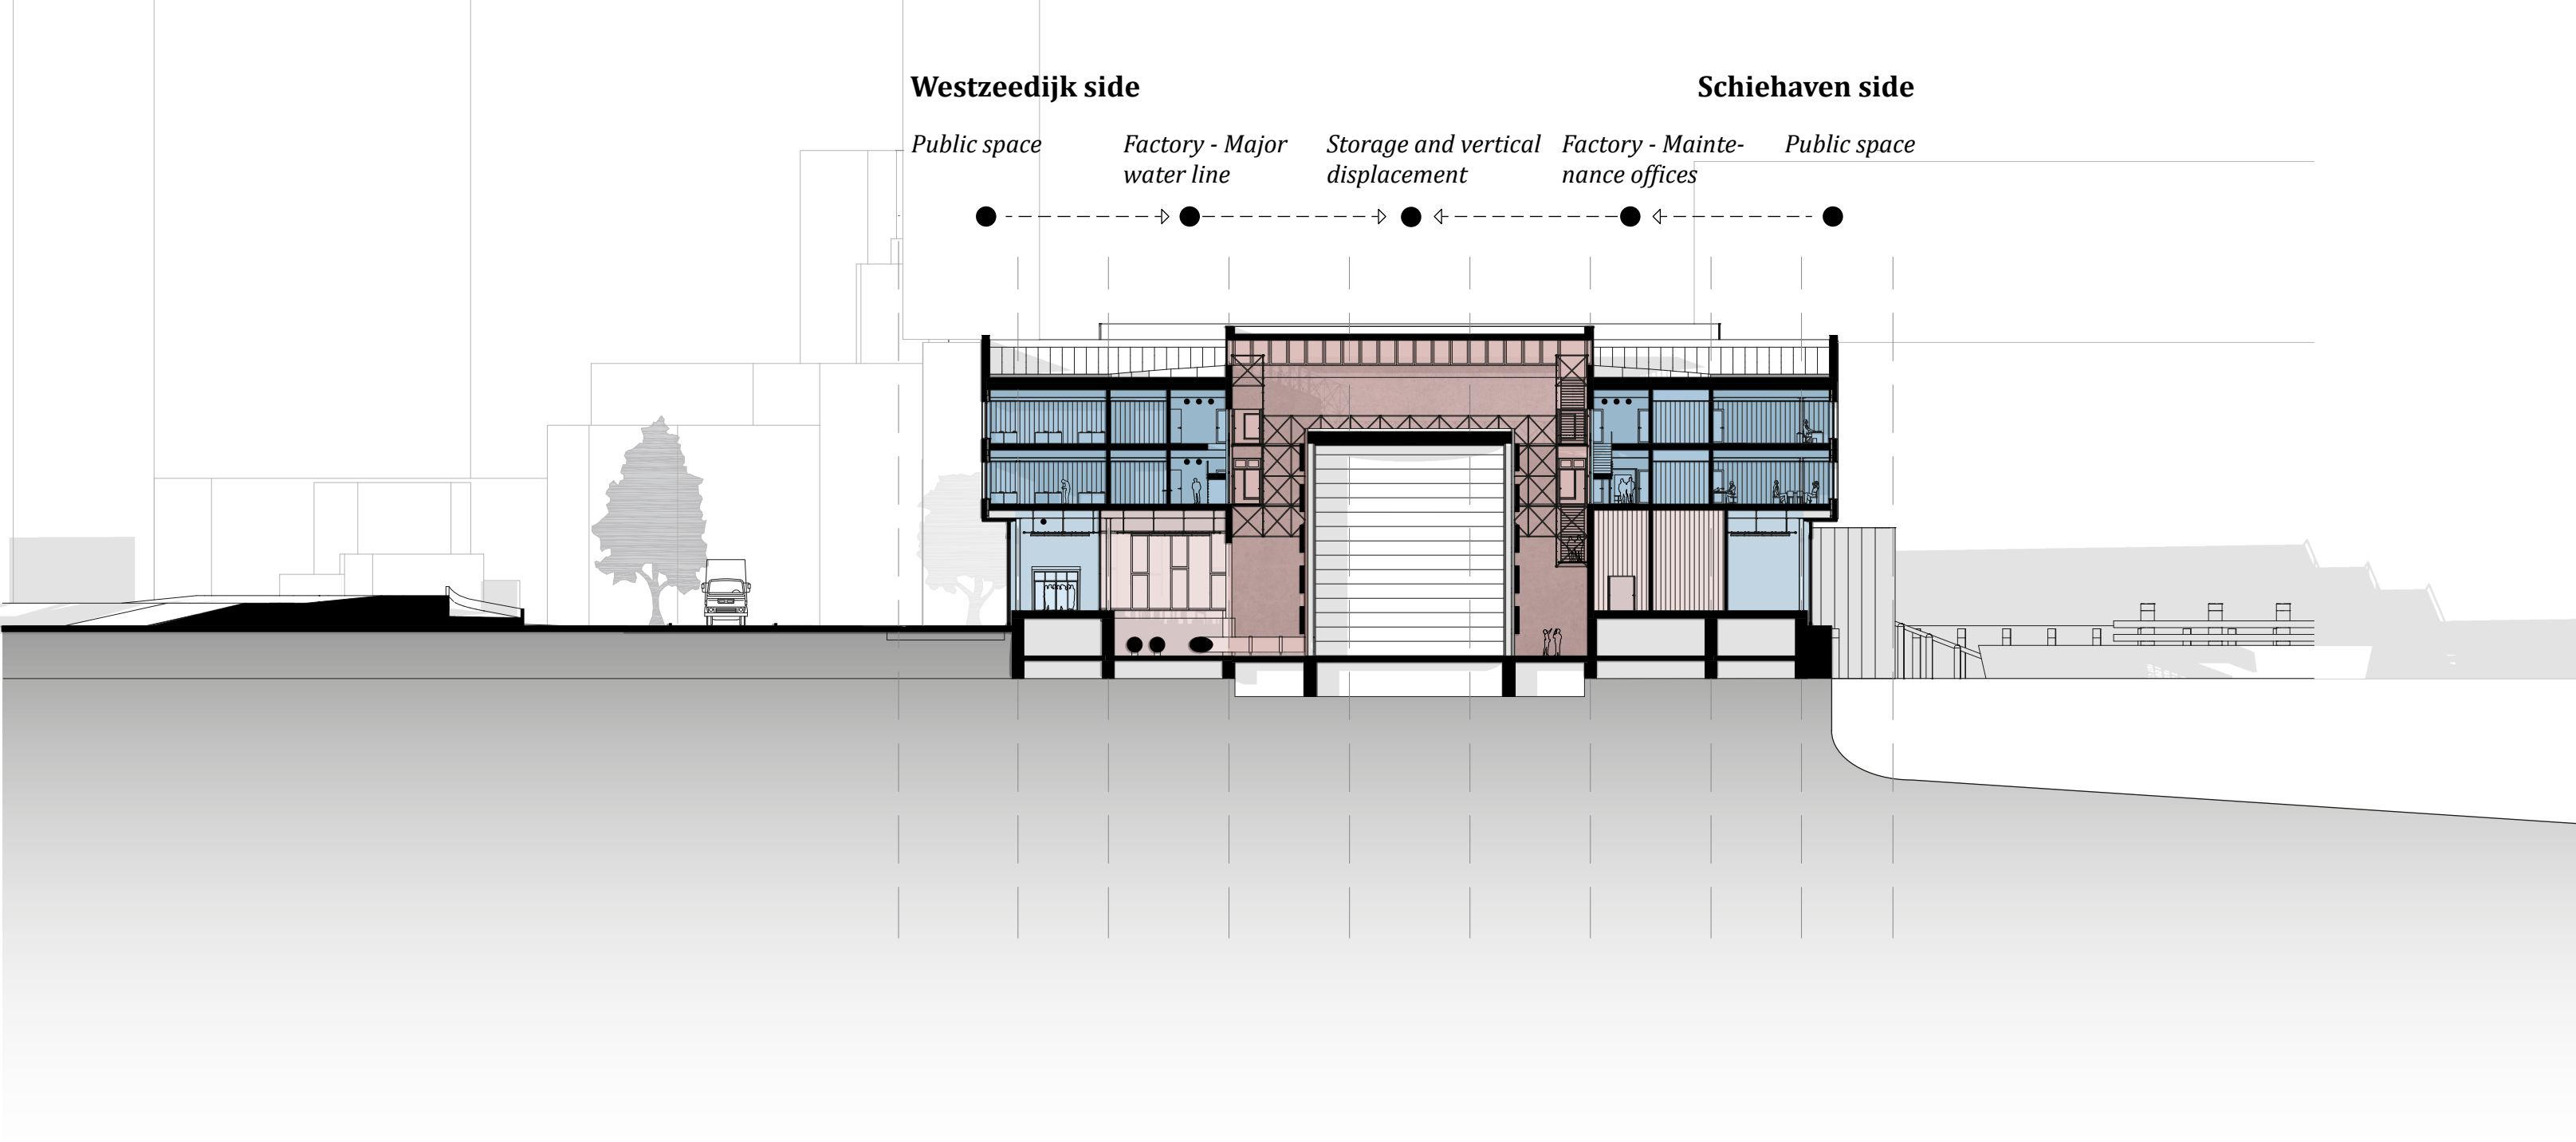 Westzeedijk side
Schiehaven side
Public space
Factory - Major
water line
Storage and vertical
displacement
Factory - Mainte-
nance offices
Public space